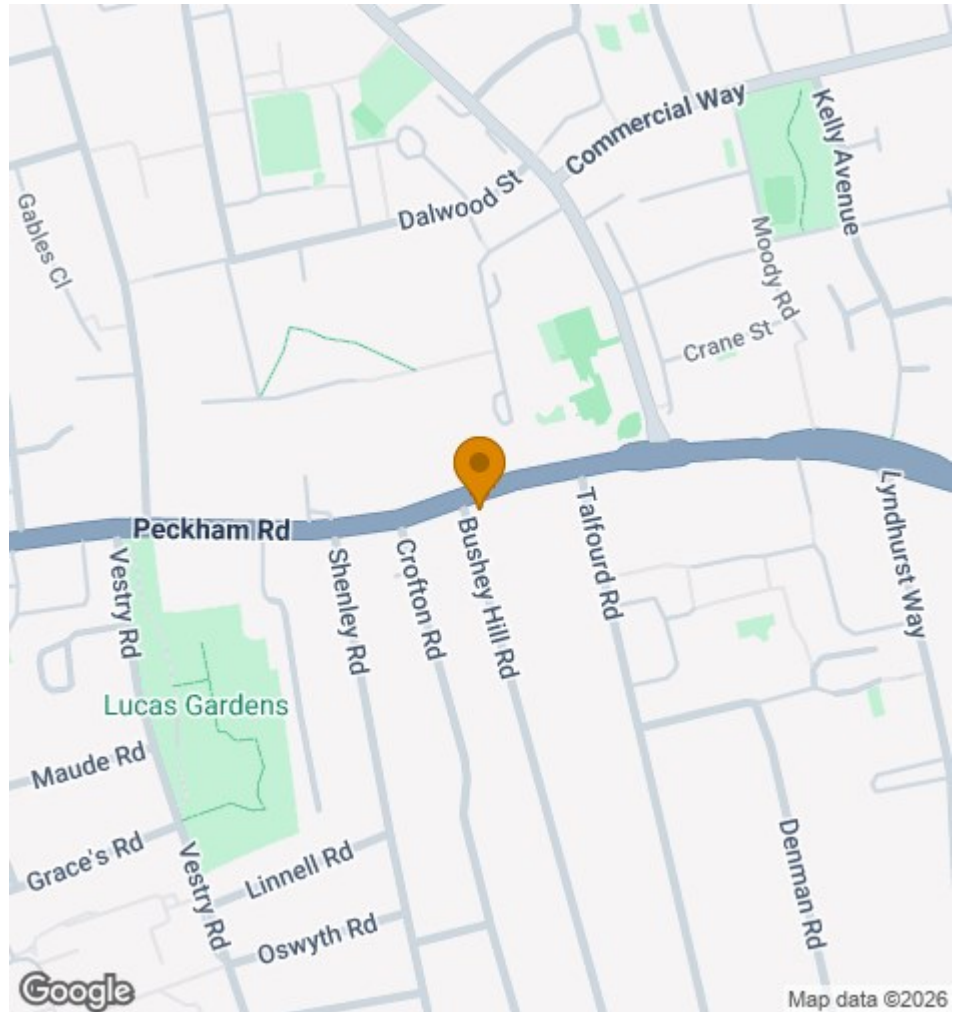 Commercial Way
Kelly Avenue
Dalwood St
Gables Cl
Moody Rd
Crane St
Peckham Rd
Vestry Rd
Shenley Rd
Crofton Rd
Bushey Hill Rd
Talfourd Rd
Lyndhurst Way
Lucas Gardens
Maude Rd
Grace's Rd
Vestry Rd
Linnell Rd
Oswyth Rd
Denman Rd
Google
Map data ©2026